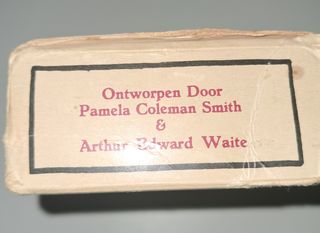 Ontworpen Door
Pamela Coleman Smith
&
Arthur Edward Waite